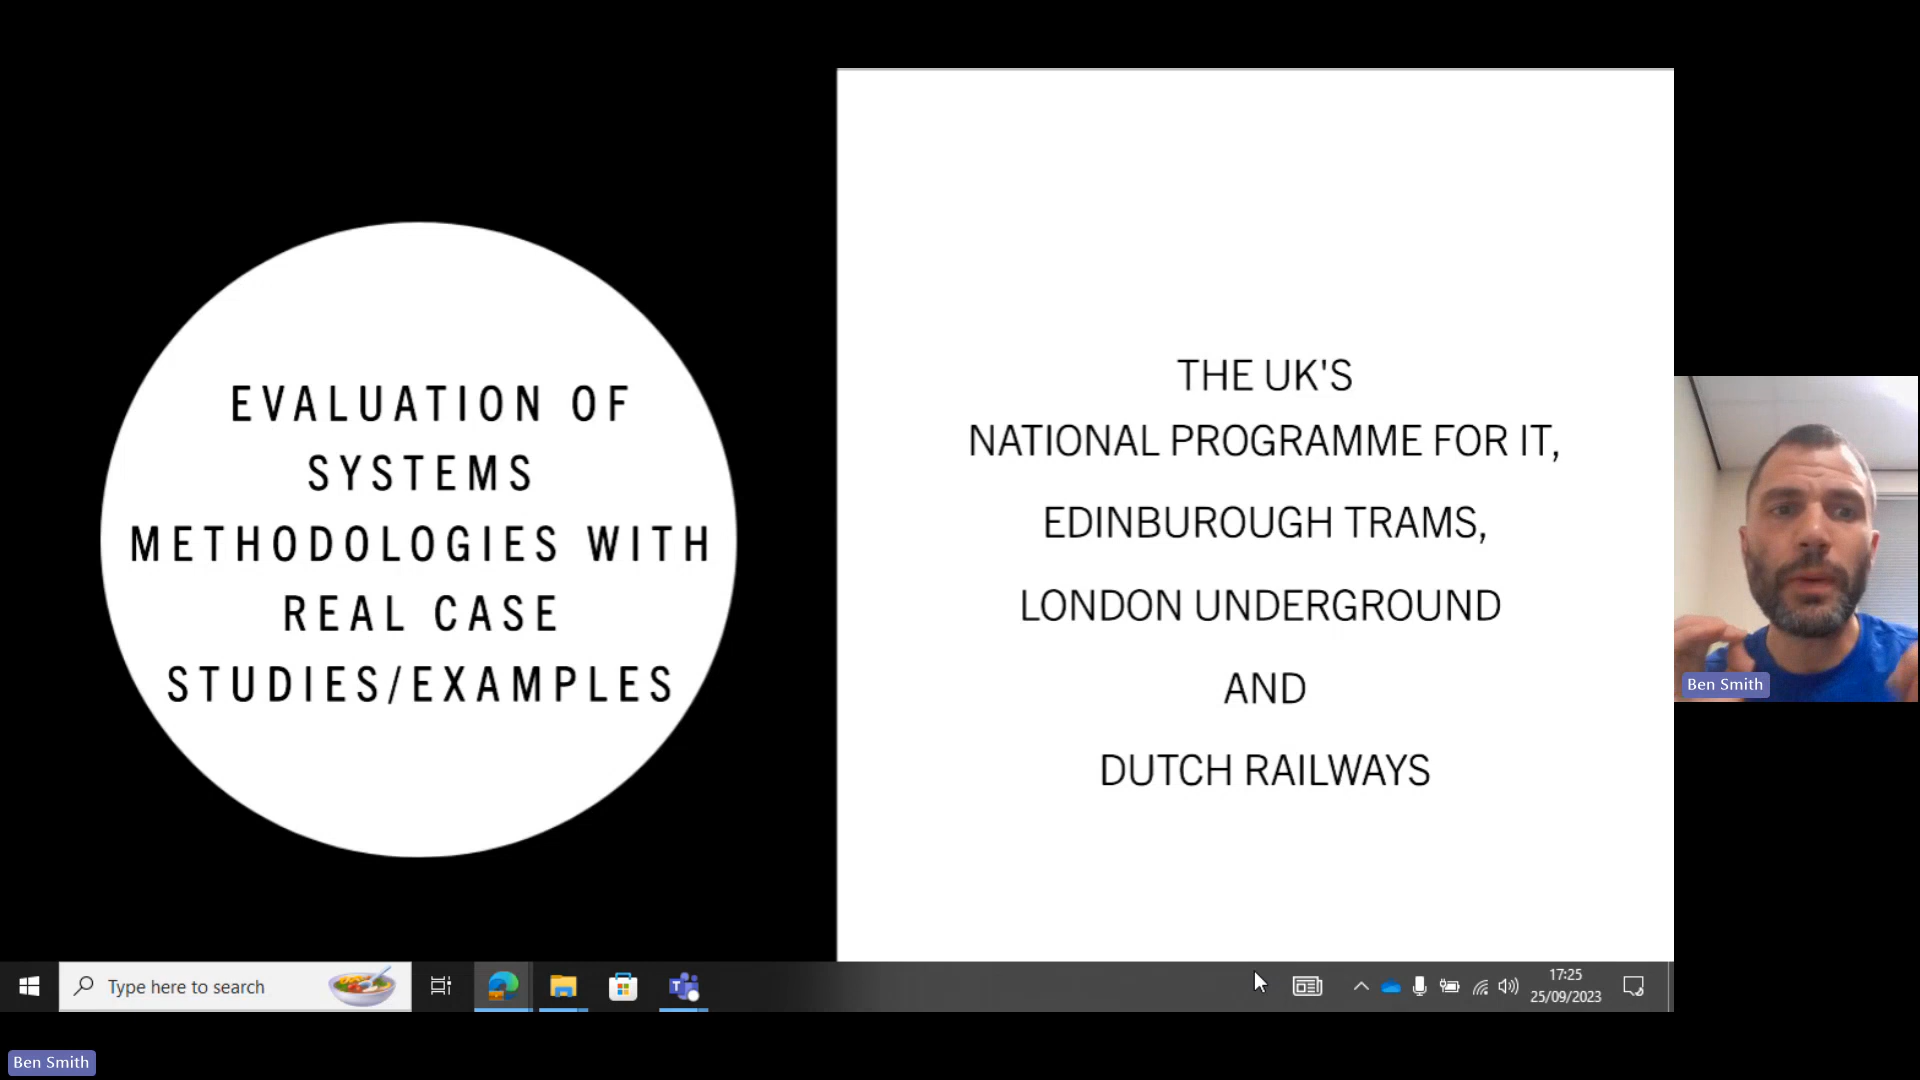 EVALUATION OF
SYSTEMS
METHODOLOGIES WITH
REAL CASE
STUDIES/EXAMPLES
THE UK'S
NATIONAL PROGRAMME FOR IT,
EDINBUROUGH TRAMS,
LONDON UNDERGROUND
AND
DUTCH RAILWAYS
Ben Smith
Type here to search
17:25
25/09/2023
Ben Smith